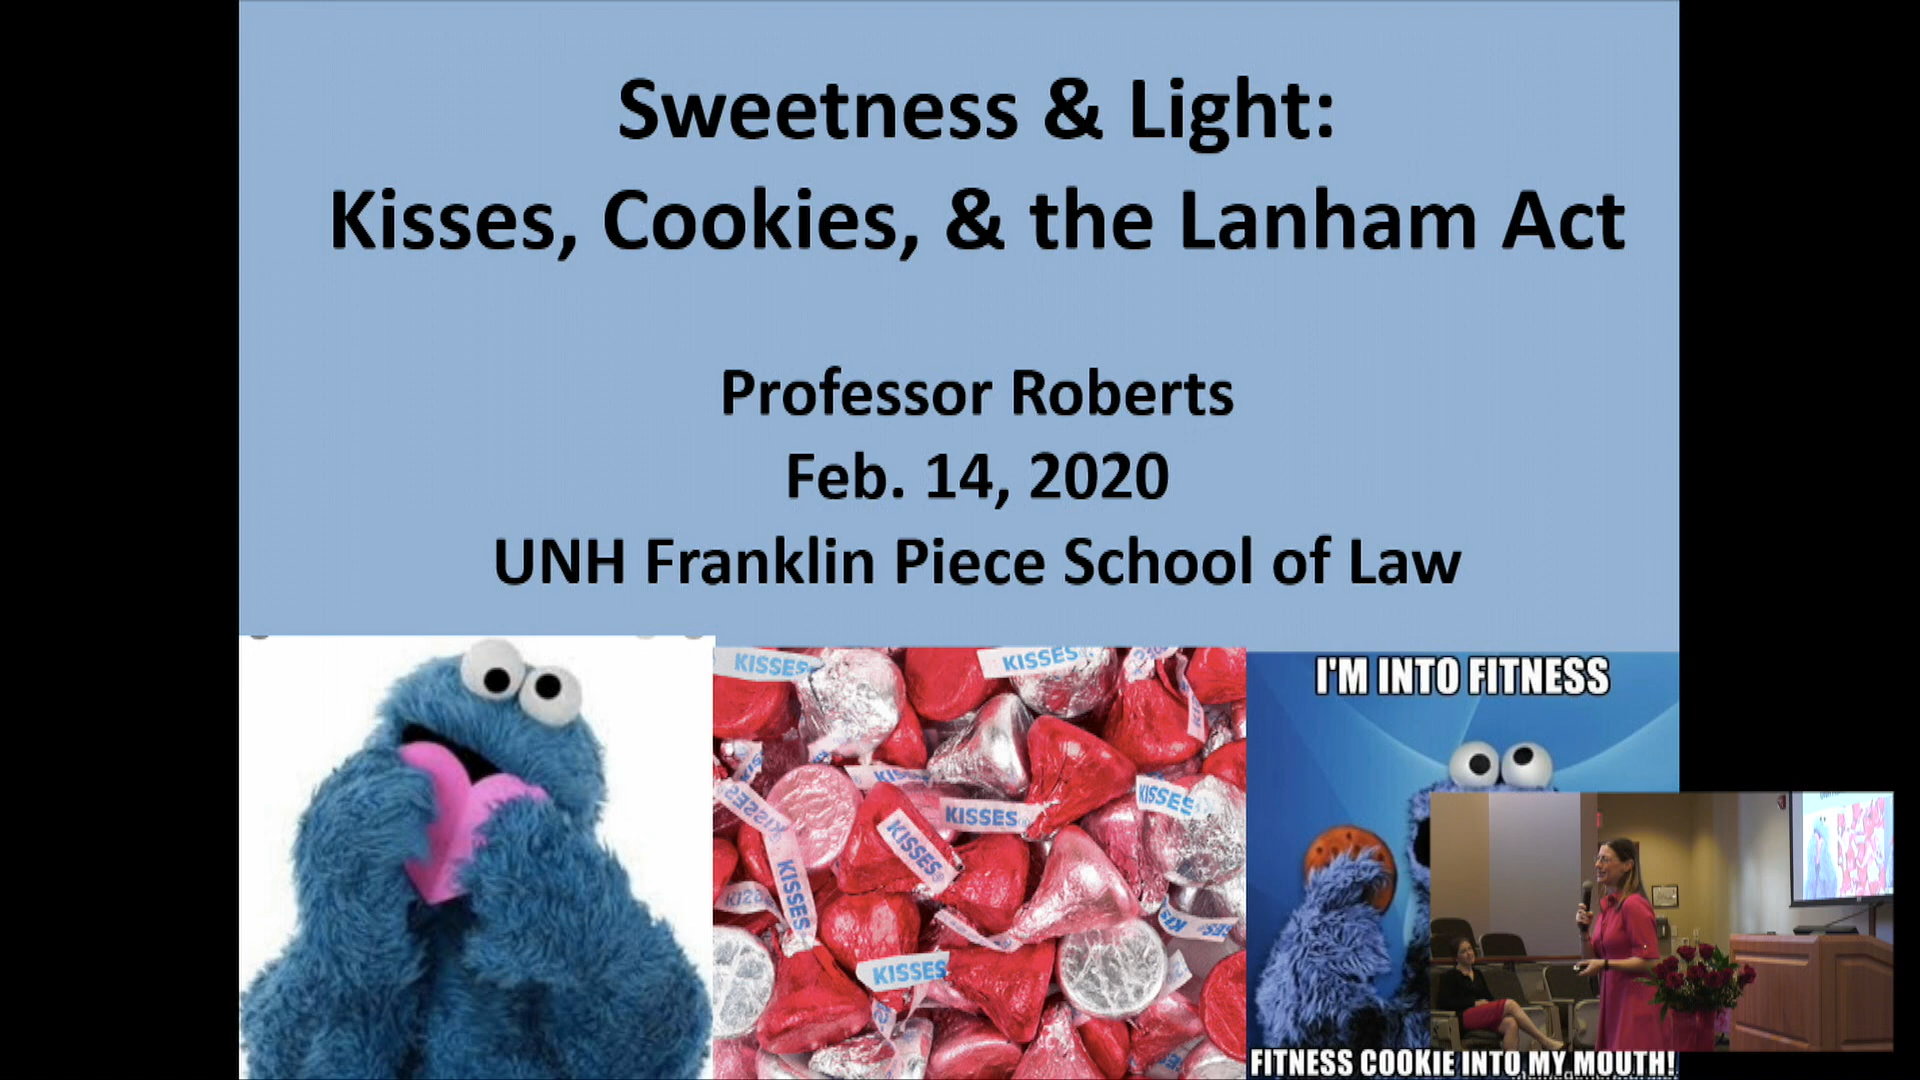 Sweetness & Light:
Kisses, Cookies, & the Lanham Act
Professor Roberts
Feb. 14, 2020
UNH Franklin Piece School of Law
KISSES
KISSES
KISSES
KISSES
KISSES
KISSES
KISSES
KISSES
I'M INTO FITNESS
FITNESS COOKIE INTO MY MOUTH!